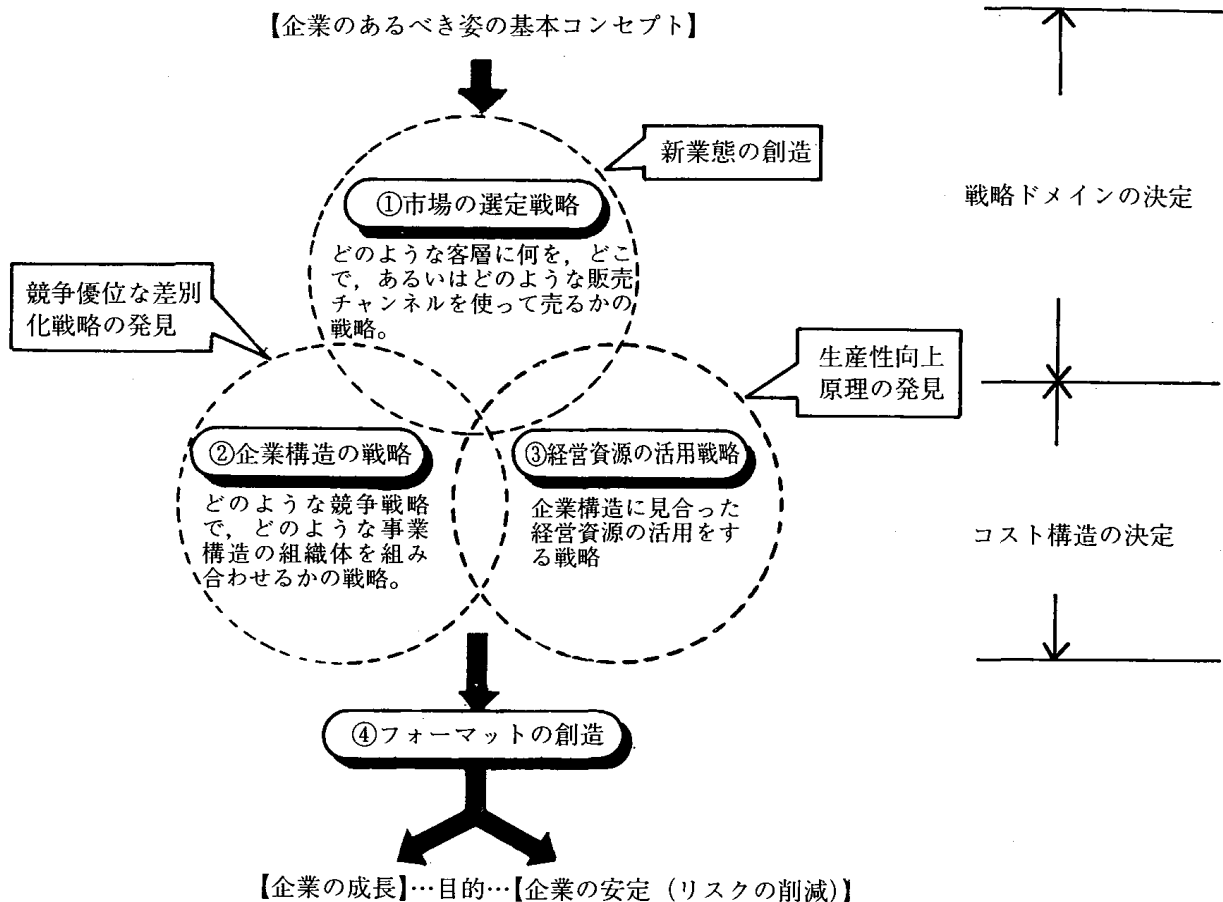 【企業のあるべき姿の基本コンセプト】
新業態の創造
①市場の選定戦略
どのような客層に何を，どこ
で，あるいはどのような販売
チャンネルを使って売るかの
戦略。
戦略ドメインの決定
競争優位な差別
化戦略の発見
生産性向上
原理の発見
②企業構造の戦略
どのような競争戦略
で，どのような事業
構造の組織体を組み
合わせるかの戦略。
③経営資源の活用戦略
企業構造に見合った
経営資源の活用をす
る戦略
コスト構造の決定
④フォーマットの創造
【企業の成長】…目的…【企業の安定（リスクの削減）】